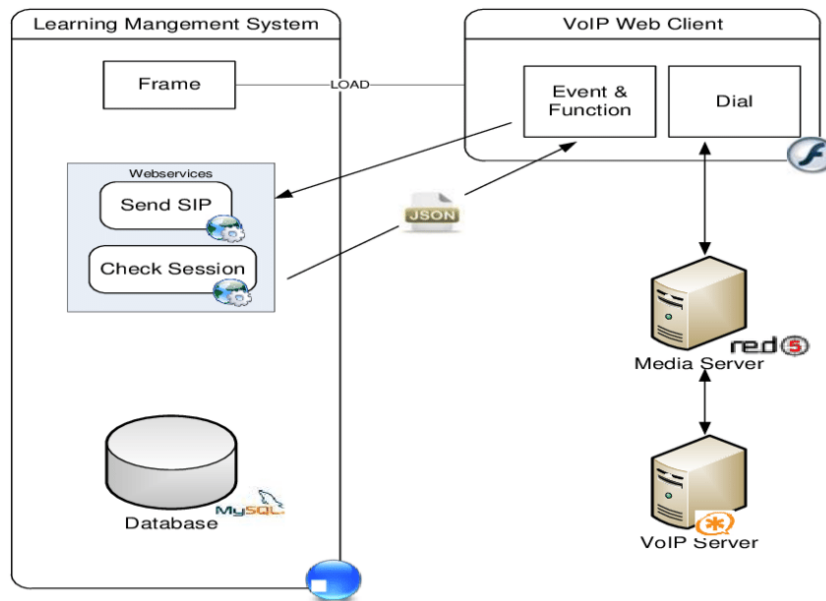 Learning Mangement System
Frame
LOAD
Webservices
Send SIP
Check Session
Database
MySQL
JSON
VoIP Web Client
Event &
Function
Dial
red5
Media Server
VoIP Server